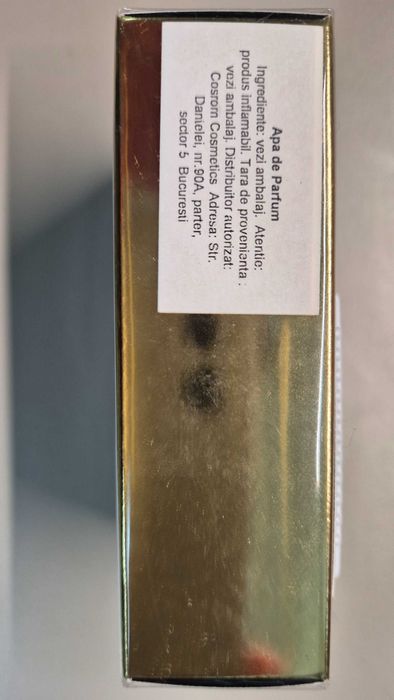 Apa de Parfum
Ingrediente: vezi ambalaj. Atentie:
produs inflamabil. Tara de provenienta :
vezi ambalaj. Distribuitor autorizat:
Cosrom Cosmetics Adresa: Str.
Danielei, nr.90A, parter,
sector 5 Bucuresti